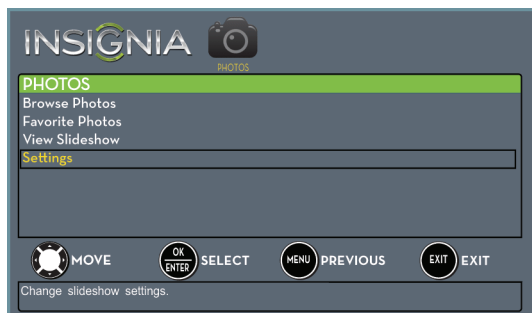 INSIGNIA
PHOTOS
PHOTOS
Browse Photos
Favorite Photos
View Slideshow
Settings
MOVE OK ENTER SELECT MENU PREVIOUS EXIT EXIT
Change slideshow settings.